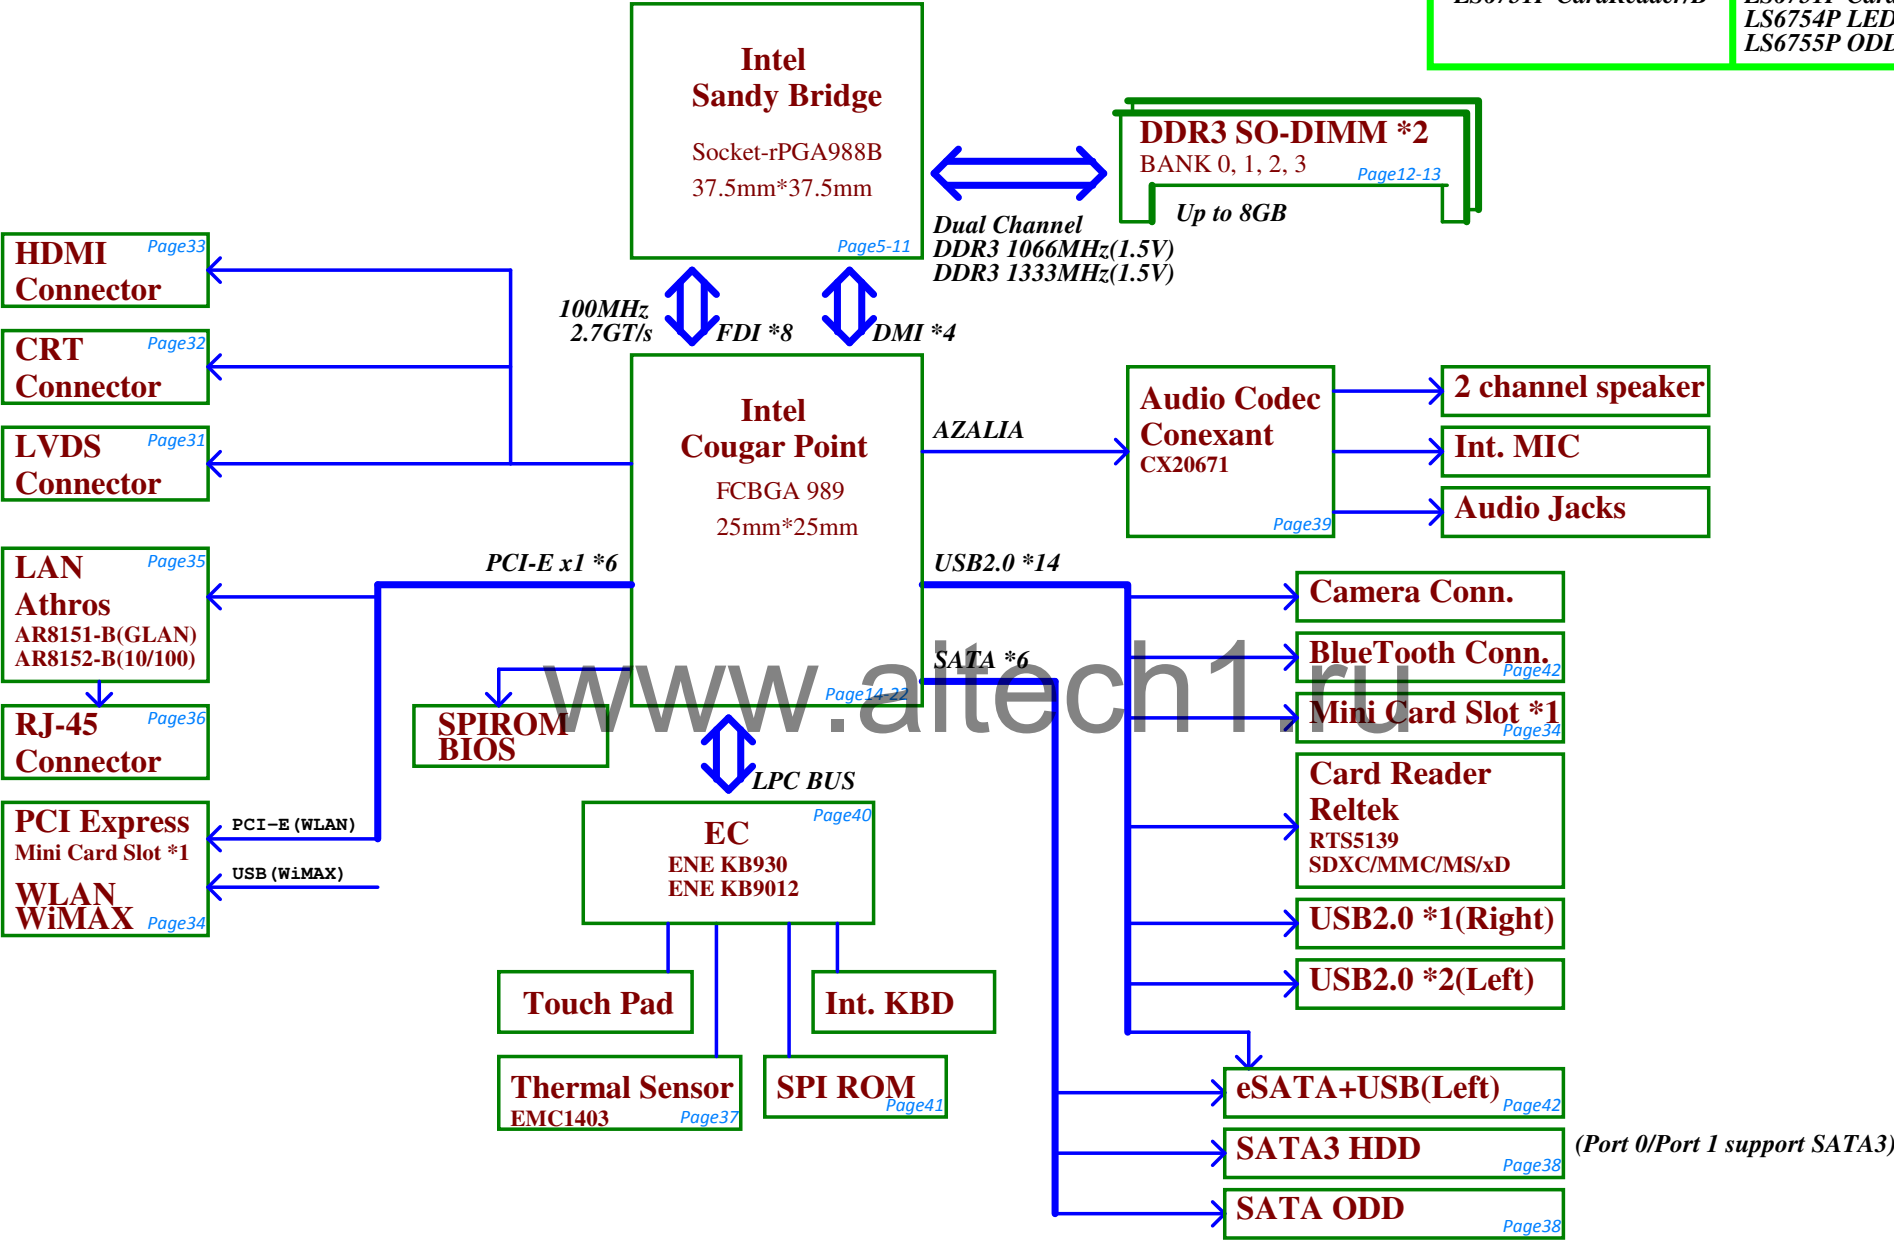 LS6754P LED
LS6755P ODD
Intel
Sandy Bridge
Socket-rPGA988B
37.5mm*37.5mm
Page5-11
DDR3 SO-DIMM *2
BANK 0, 1, 2, 3
Page12-13
Up to 8GB
Dual Channel
DDR3 1066MHz(1.5V)
DDR3 1333MHz(1.5V)
HDMI
Connector
Page33
CRT
Connector
Page32
LVDS
Connector
Page31
100MHz
2.7GT/s
FDI *8
DMI *4
Intel
Cougar Point
FCBGA 989
25mm*25mm
Page14-22
AZALIA
Audio Codec
Conexant
CX20671
Page39
2 channel speaker
Int. MIC
Audio Jacks
PCI-E x1 *6
USB2.0 *14
SATA *6
LAN
Athros
AR8151-B(GLAN)
AR8152-B(10/100)
Page35
RJ-45
Connector
Page36
PCI Express
Mini Card Slot *1
WLAN
WiMAX
Page34
PCI-E(WLAN)
USB(WiMAX)
SPIROM
BIOS
www.aitech1.ru
LPC BUS
EC
ENE KB930
ENE KB9012
Page40
Touch Pad
Int. KBD
Thermal Sensor
EMC1403
Page37
SPI ROM
Page41
Camera Conn.
BlueTooth Conn.
Page42
Mini Card Slot *1
Page34
Card Reader
Reltek
RTS5139
SDXC/MMC/MS/xD
USB2.0 *1(Right)
USB2.0 *2(Left)
eSATA+USB(Left)
Page42
SATA3 HDD
Page38
(Port 0/Port 1 support SATA3)
SATA ODD
Page38